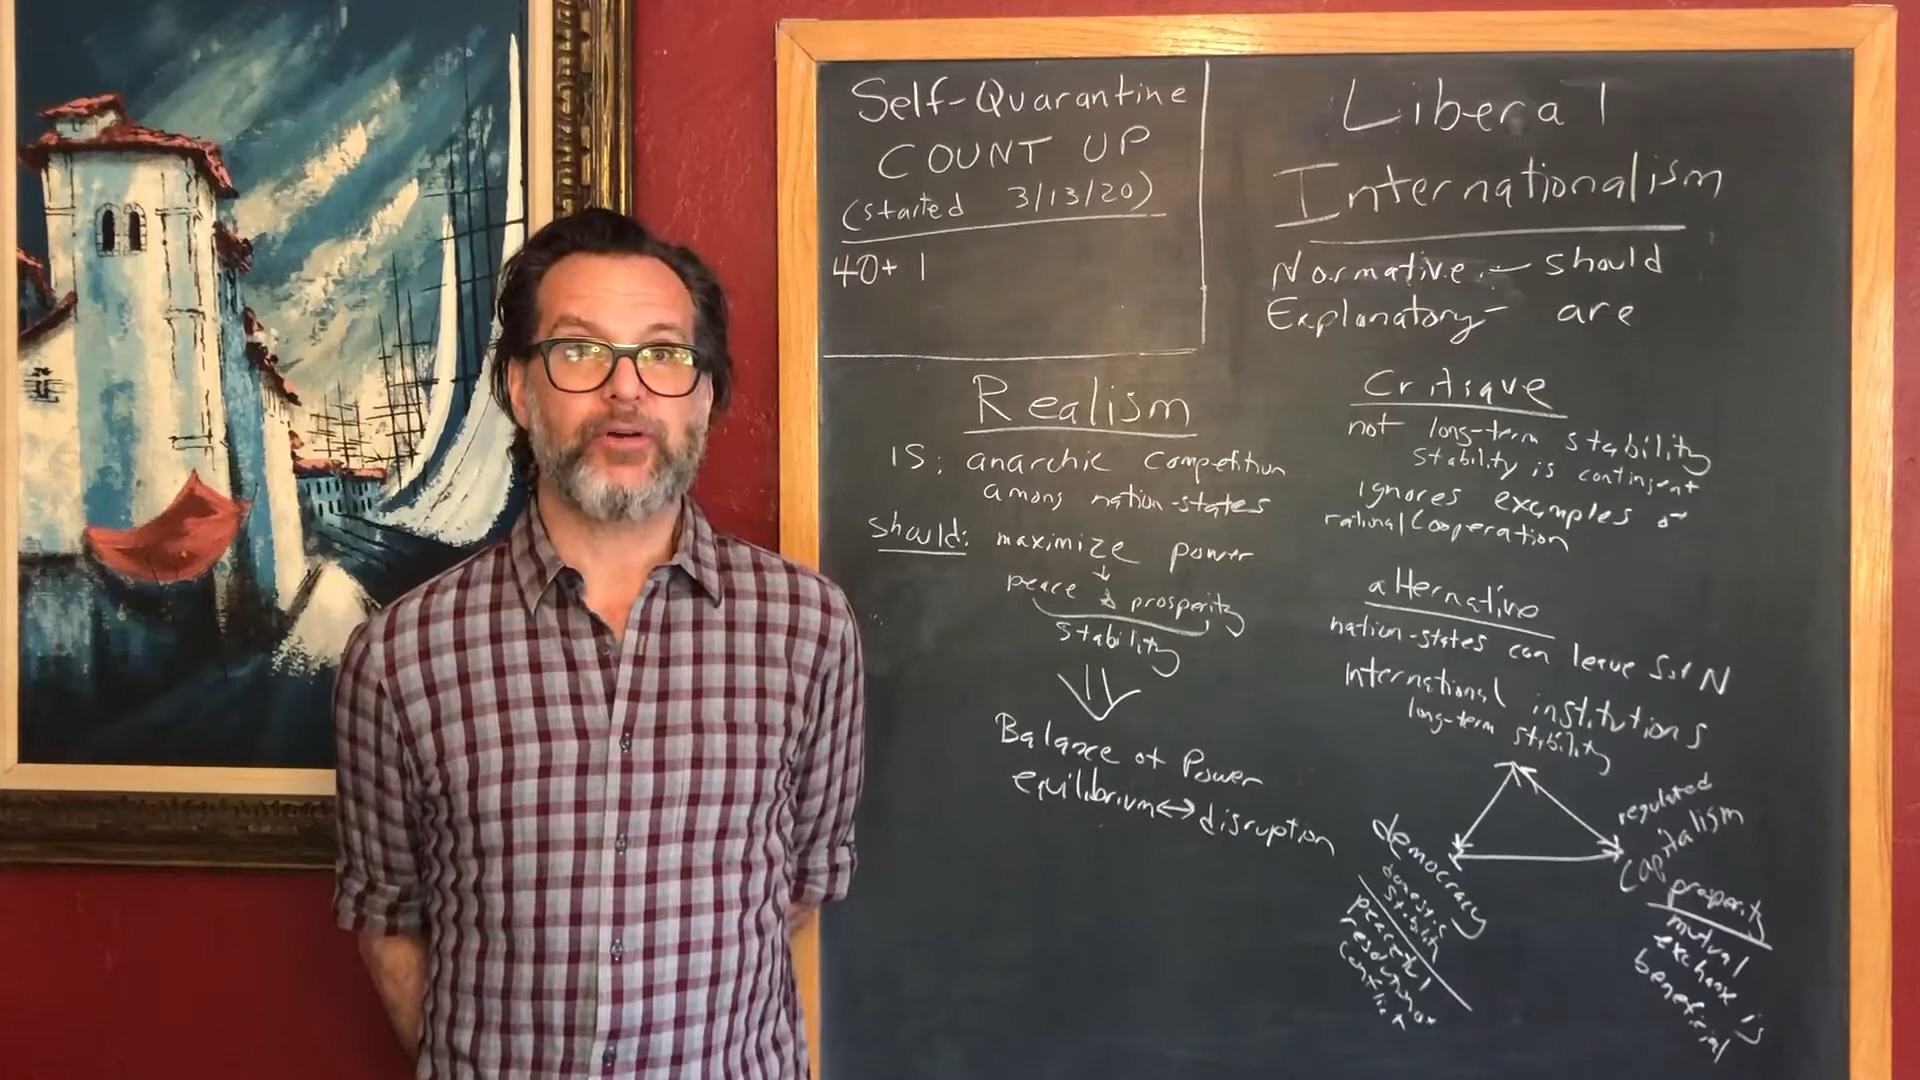 Self-Quarantine
COUNT UP
(started 3/13/20)
40+ 1
Liberal
Internationalism
Normative - should
Explanatory - are
Realism
IS: anarchic competition
among nation-states
Should: maximize power
peace & prosperity
stability
Balance of Power
equilibrium ↔ disruption
Critique
not long-term stability
stability is contingent
ignores examples of
rational cooperation
alternative
nation-states can leave S of N
International institutions
long-term stability
democracy
domestic
stability
peaceful
resolution of
conflict
regulated
capitalism
prosperity
mutual
exchange is
beneficial